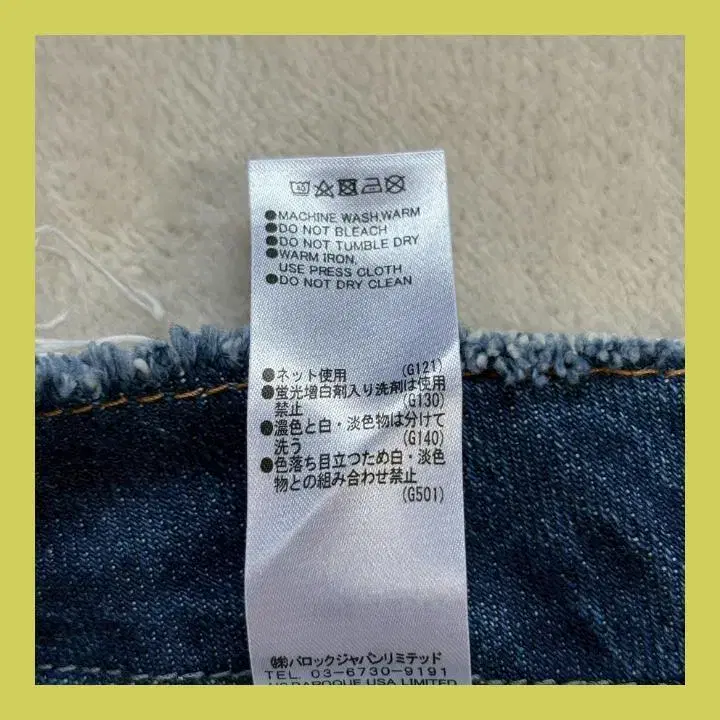 ●MACHINE WASH,WARM
●DO NOT BLEACH
●DO NOT TUMBLE DRY
●WARM IRON,
USE PRESS CLOTH
●DO NOT DRY CLEAN
●ネット使用 (G121)
●蛍光増白剤入り洗剤は使用
禁止 (G130)
●濃色と白・淡色物は分けて
洗う (G140)
●色落ち目立つため白・淡色
物との組み合わせ禁止
(G501)
㈱バロックジャパンリミテッド
TEL. 03-6730-9191
BAROQUE USA LIMITED